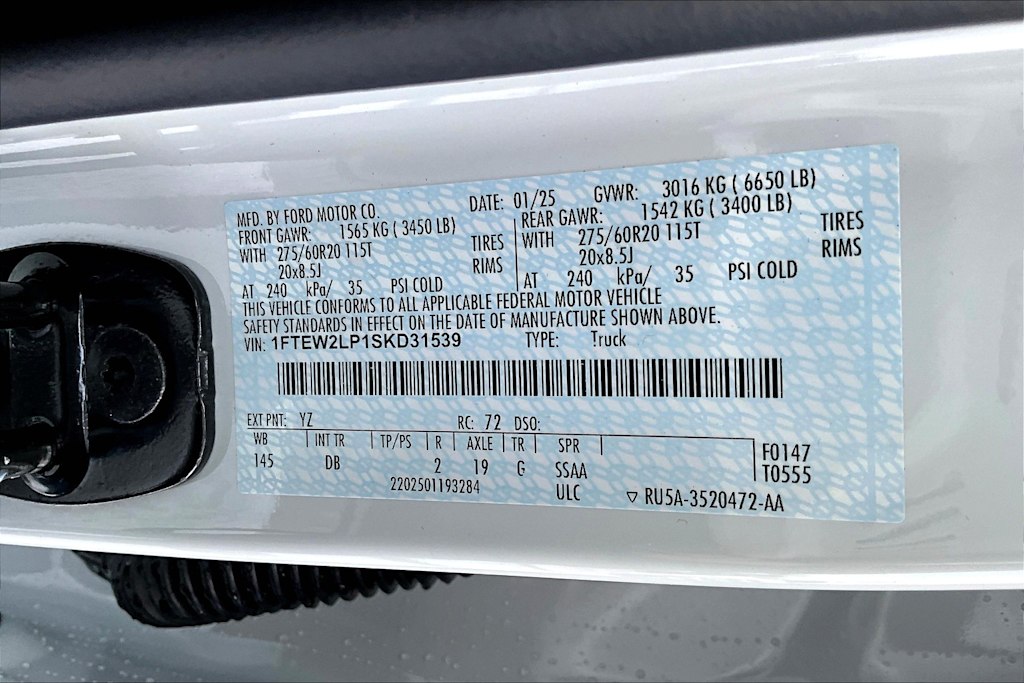 MFD. BY FORD MOTOR CO. DATE: 01/25 GVWR: 3016 KG ( 6650 LB)
FRONT GAWR: 1565 KG ( 3450 LB) REAR GAWR: 1542 KG ( 3400 LB)
WITH 275/60R20 115T TIRES WITH 275/60R20 115T TIRES
20x8.5J RIMS 20x8.5J RIMS
AT 240 kPa/ 35 PSI COLD AT 240 kPa/ 35 PSI COLD
THIS VEHICLE CONFORMS TO ALL APPLICABLE FEDERAL MOTOR VEHICLE
SAFETY STANDARDS IN EFFECT ON THE DATE OF MANUFACTURE SHOWN ABOVE.
VIN: 1FTEW2LP1SKD31539 TYPE: Truck
EXT PNT: YZ RC: 72 DSO:
WB INT TR TP/PS R AXLE TR SPR F0147
145 DB 2 19 G SSAA T0555
2202501193284 ULC ▽ RU5A-3520472-AA